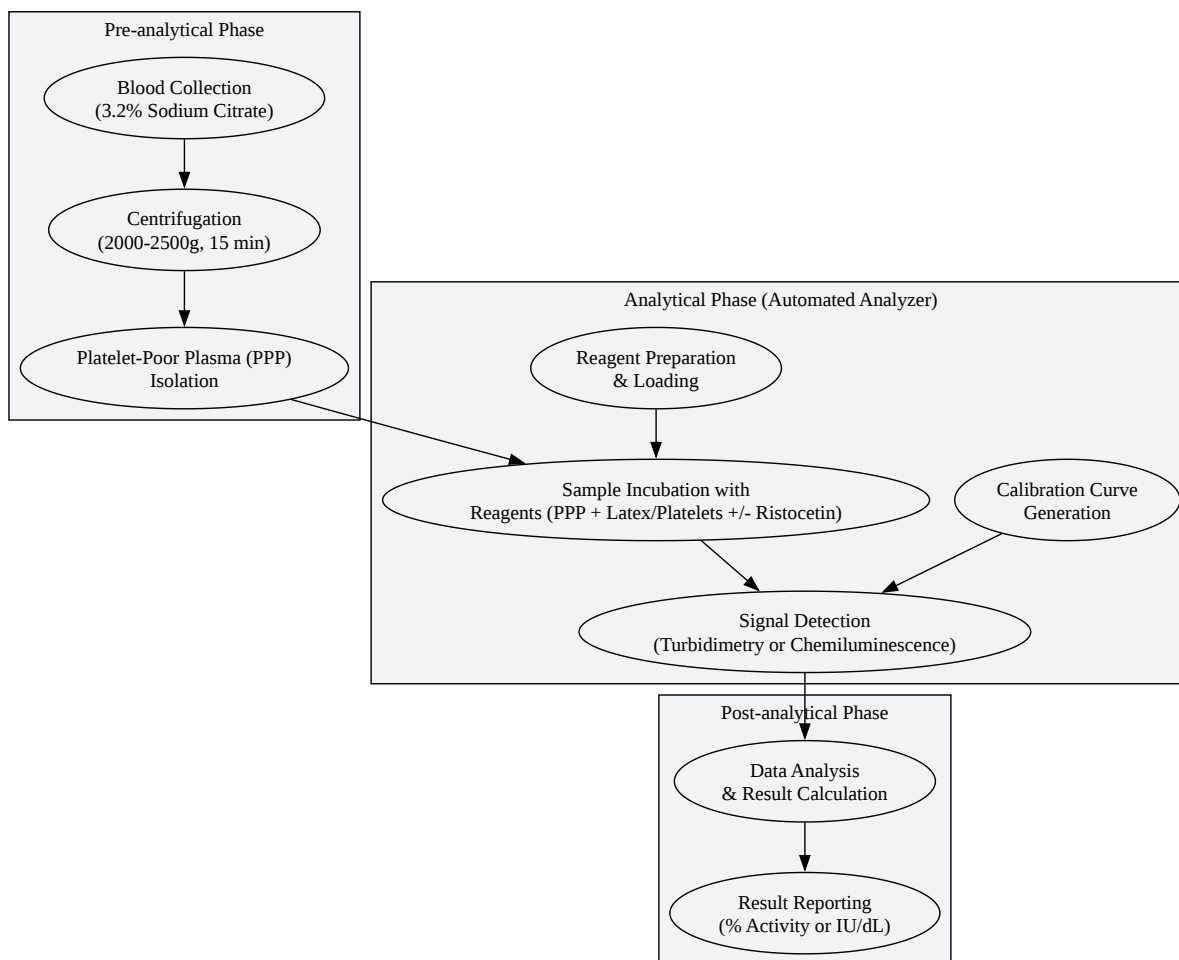 Pre-analytical Phase
Blood Collection
(3.2% Sodium Citrate)
Centrifugation
(2000-2500g, 15 min)
Platelet-Poor Plasma (PPP)
Isolation
Analytical Phase (Automated Analyzer)
Reagent Preparation
& Loading
Sample Incubation with
Reagents (PPP + Latex/Platelets +/- Ristocetin)
Calibration Curve
Generation
Signal Detection
(Turbidimetry or Chemiluminescence)
Post-analytical Phase
Data Analysis
& Result Calculation
Result Reporting
(% Activity or IU/dL)